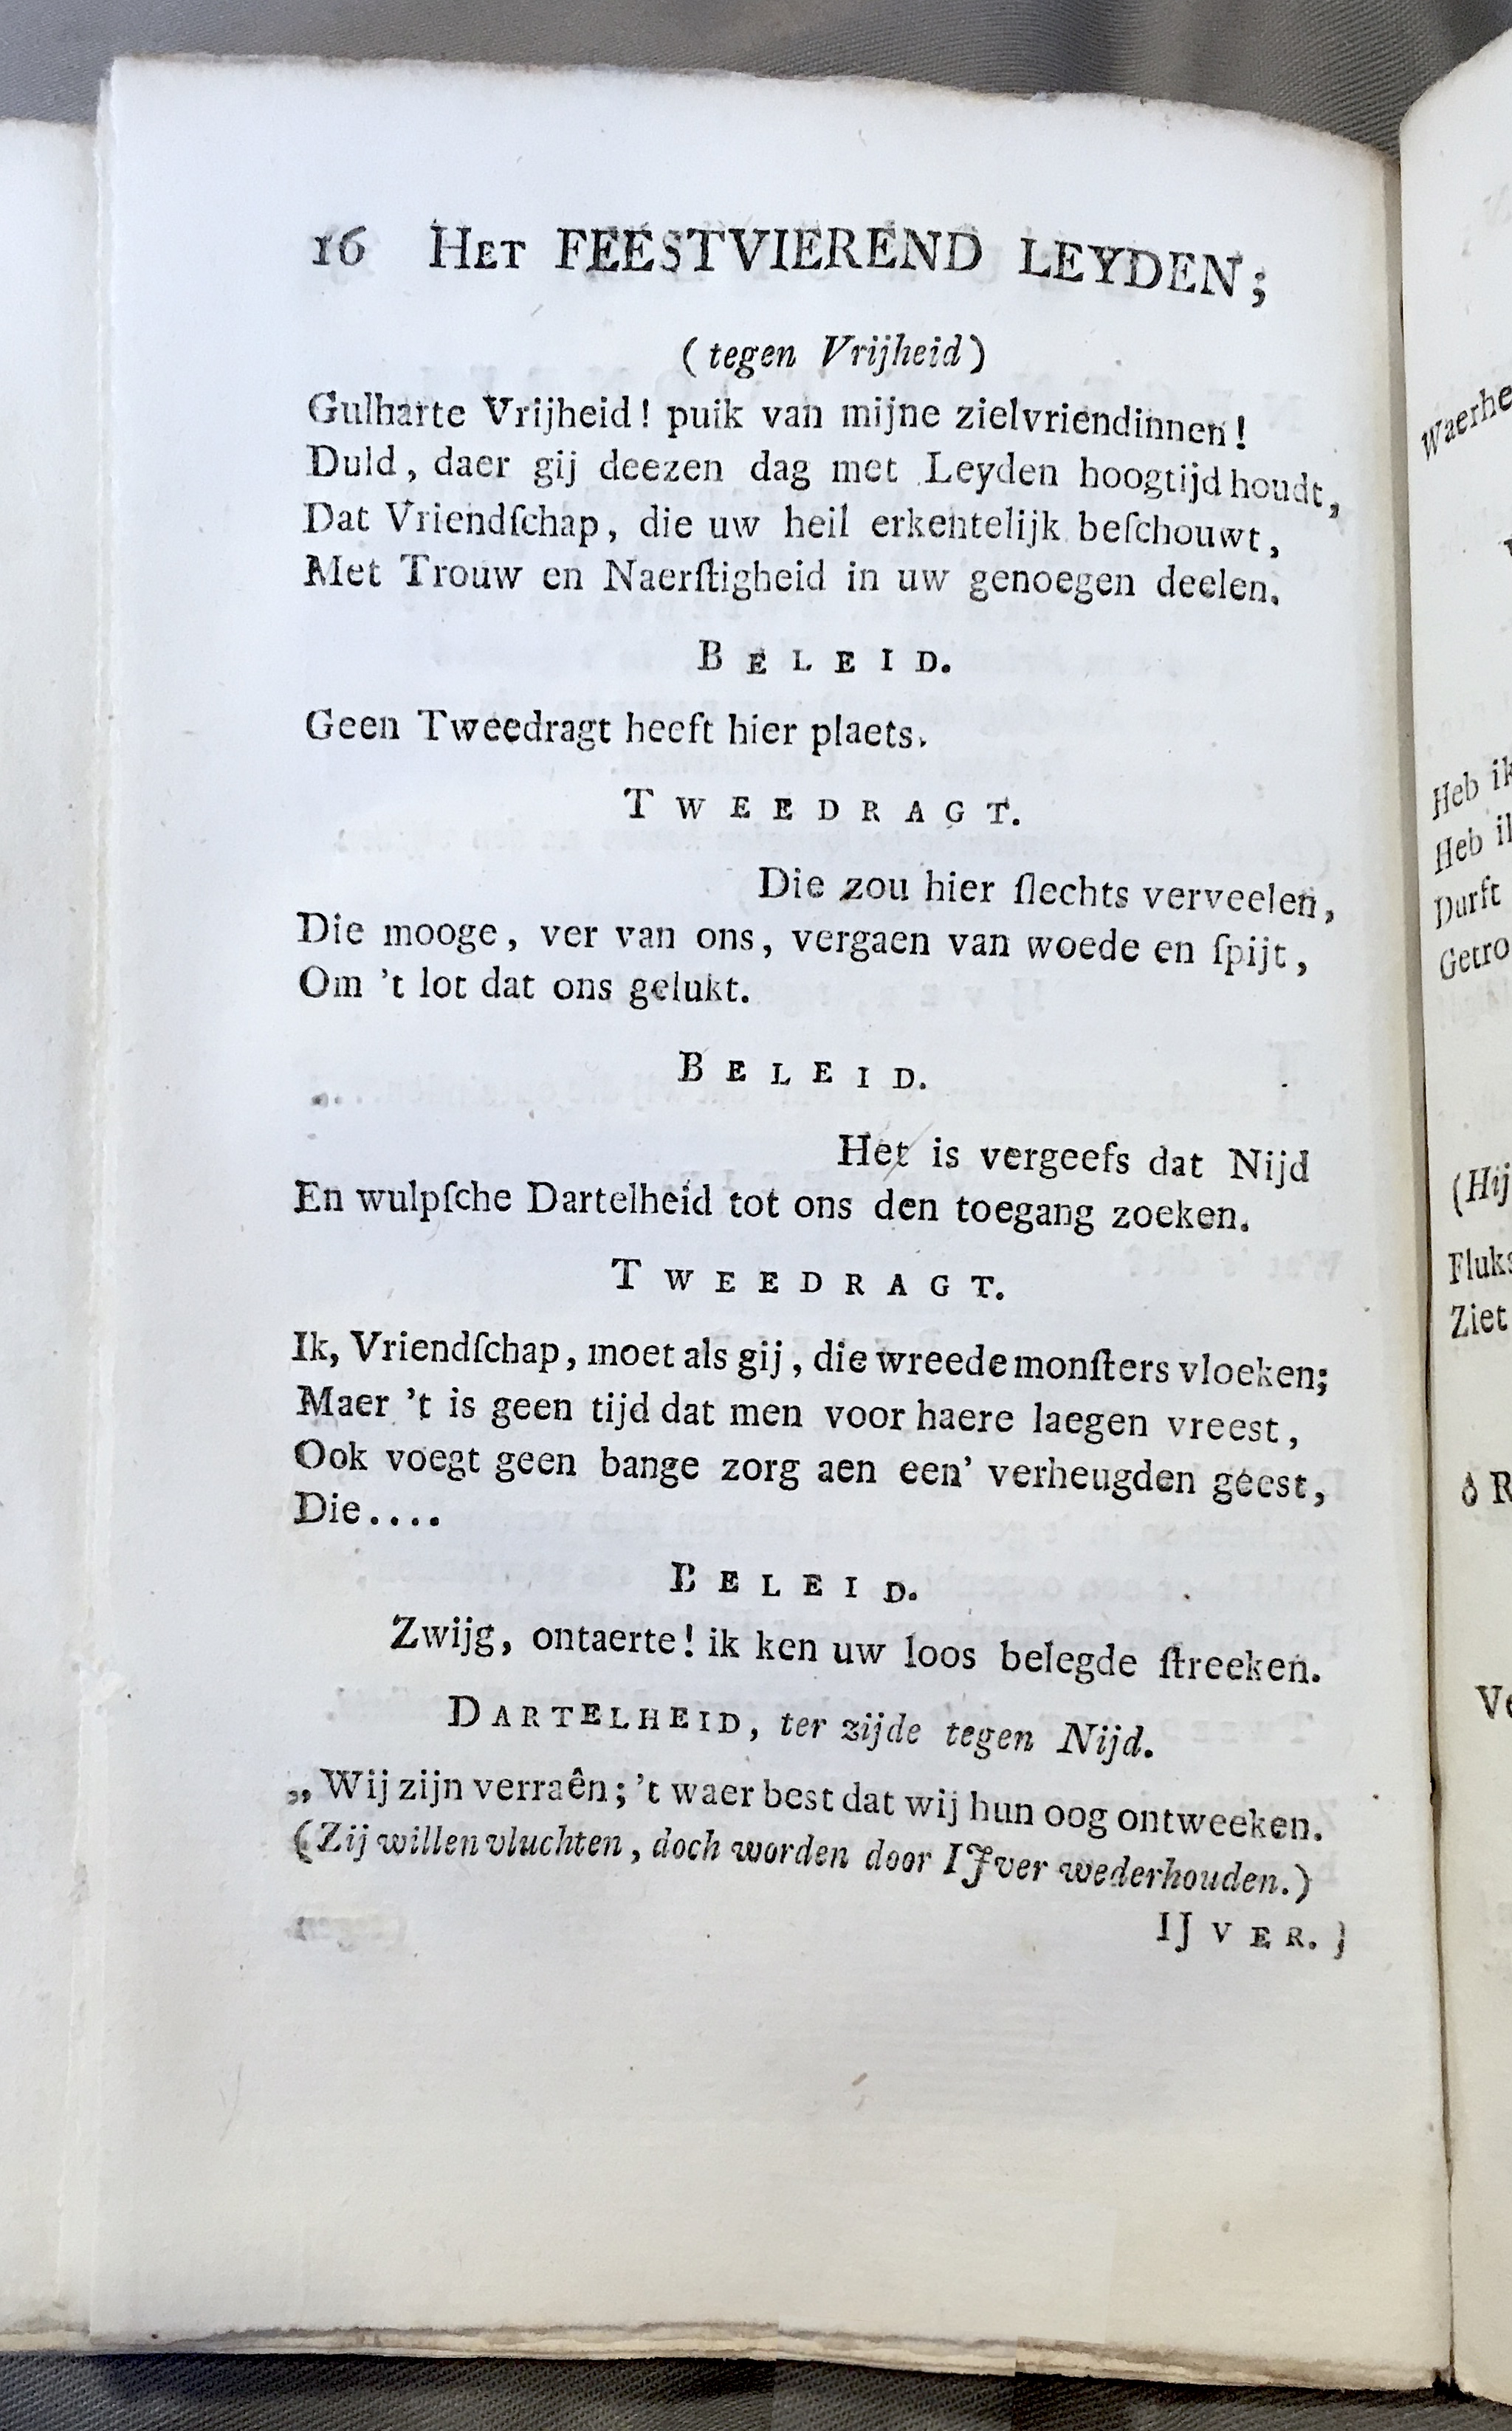 16 HET FEESTVIEREND LEYDEN;
(tegen Vrijheid)
Gulharte Vrijheid! puik van mijne zielvriendinnen!
Duld, daer gij deezen dag met Leyden hoogtijd houdt,
Dat Vriendſchap, die uw heil erkentelijk beſchouwt,
Met Trouw en Naerſtigheid in uw genoegen deelen.
BELEID.
Geen Tweedragt heeft hier plaets.
TWEEDRAGT.
Die zou hier ſlechts verveelen,
Die mooge, ver van ons, vergaen van woede en ſpijt,
Om 't lot dat ons gelukt.
BELEID.
Het is vergeefs dat Nijd
En wulpſche Dartelheid tot ons den toegang zoeken.
TWEEDRAGT.
Ik, Vriendſchap, moet als gij, die wreede monſters vloeken;
Maer 't is geen tijd dat men voor haere laegen vreest,
Ook voegt geen bange zorg aen een' verheugden geest,
Die....
BELEID.
Zwijg, ontaerte! ik ken uw loos belegde ſtreeken.
DARTELHEID, ter zijde tegen Nijd.
„Wij zijn verraên; 't waer best dat wij hun oog ontweeken.
(Zij willen vluchten, doch worden door IJver wederhouden.)
IJVER.
Heb
Heb
Durft
(Hij
Ziet